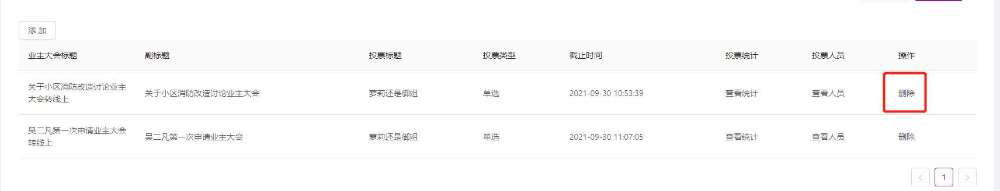 添 加
业主大会标题 副标题 投票标题 投票类型 截止时间 投票统计 投票人员 操作
关于小区消防改造讨论业主
大会转线上
关于小区消防改造讨论业主大会 萝莉还是御姐 单选 2021-09-30 10:53:39 查看统计 查看人员 删除
吴二凡第一次申请业主大会
转线上
吴二凡第一次申请业主大会 萝莉还是御姐 单选 2021-09-30 11:07:05 查看统计 查看人员 删除
< 1 >